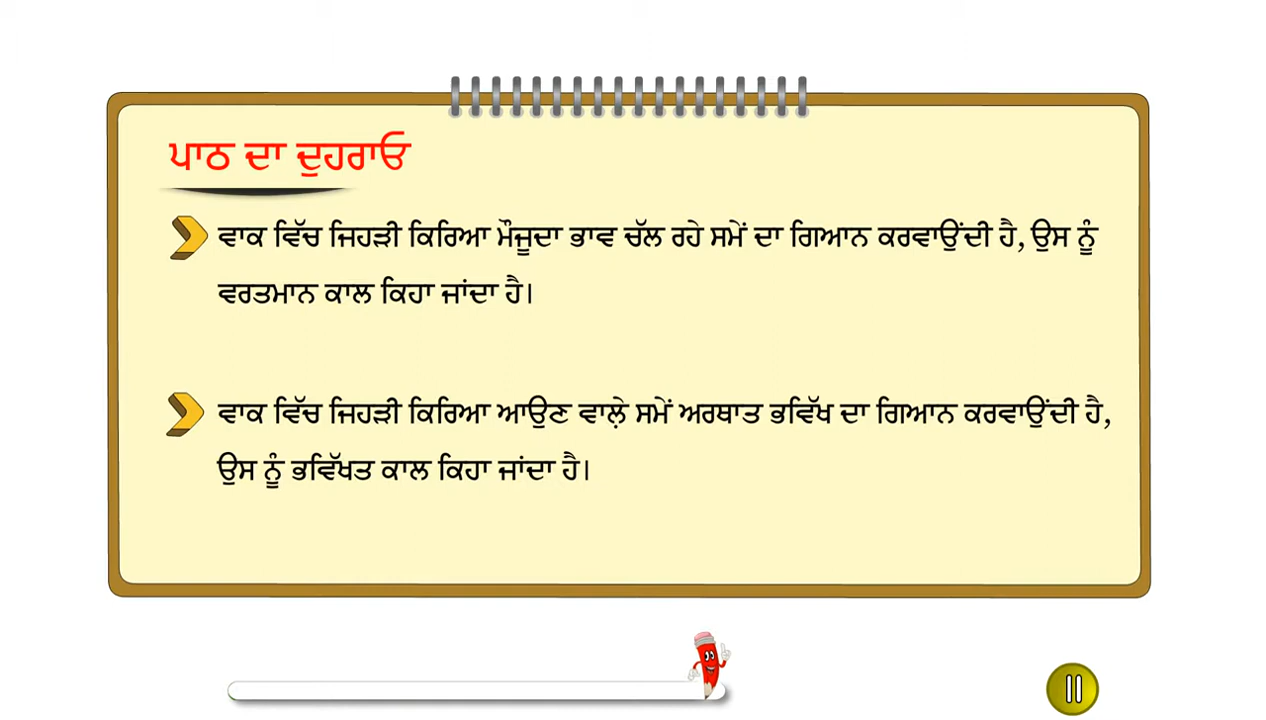 ਪਾਠ ਦਾ ਦੁਹਰਾਓ
ਵਾਕ ਵਿੱਚ ਜਿਹੜੀ ਕਿਰਿਆ ਮੌਜੂਦਾ ਭਾਵ ਚੱਲ ਰਹੇ ਸਮੇਂ ਦਾ ਗਿਆਨ ਕਰਵਾਉਂਦੀ ਹੈ, ਉਸ ਨੂੰ
ਵਰਤਮਾਨ ਕਾਲ ਕਿਹਾ ਜਾਂਦਾ ਹੈ।
ਵਾਕ ਵਿੱਚ ਜਿਹੜੀ ਕਿਰਿਆ ਆਉਣ ਵਾਲ਼ੇ ਸਮੇਂ ਅਰਥਾਤ ਭਵਿੱਖ ਦਾ ਗਿਆਨ ਕਰਵਾਉਂਦੀ ਹੈ,
ਉਸ ਨੂੰ ਭਵਿੱਖਤ ਕਾਲ ਕਿਹਾ ਜਾਂਦਾ ਹੈ।